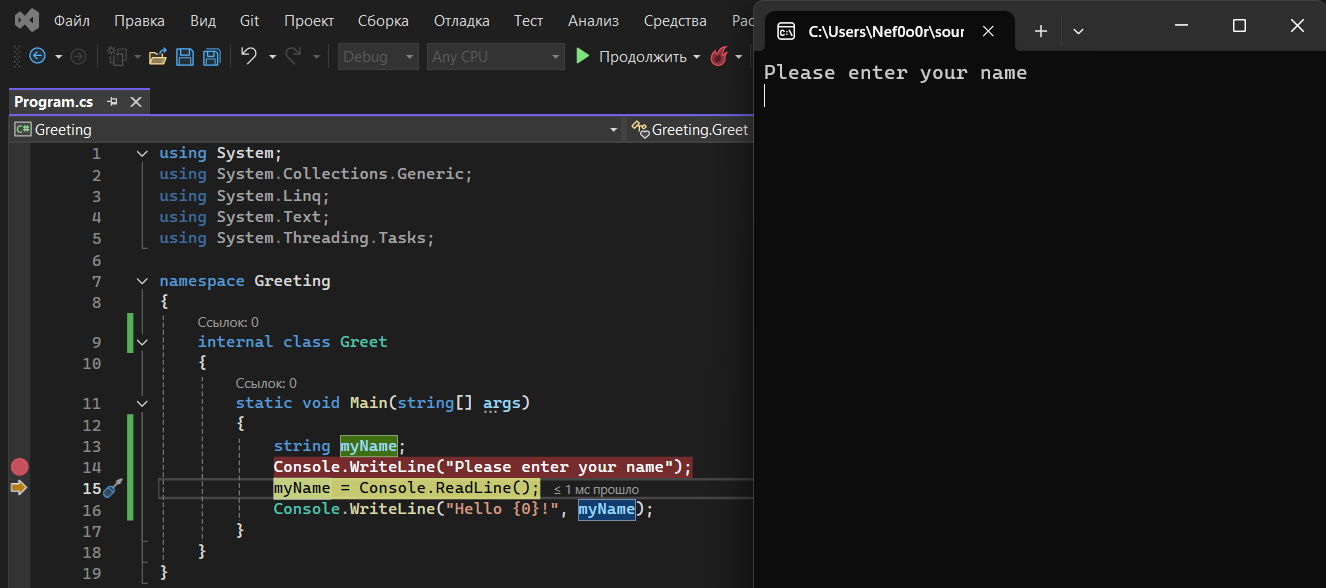 Файл Правка Вид Git Проект Сборка Отладка Тест Анализ Средства Рас
Debug Any CPU Продолжить
Program.cs
C# Greeting Greeting.Greet
1 using System;
2 using System.Collections.Generic;
3 using System.Linq;
4 using System.Text;
5 using System.Threading.Tasks;
6
7 namespace Greeting
8 {
Ссылок: 0
9 internal class Greet
10 {
Ссылок: 0
11 static void Main(string[] args)
12 {
13 string myName;
14 Console.WriteLine("Please enter your name");
15 myName = Console.ReadLine(); ≤ 1 мс прошло
16 Console.WriteLine("Hello {0}!", myName);
17 }
18 }
19 }
C:\Users\Nef0o0r\sour
Please enter your name